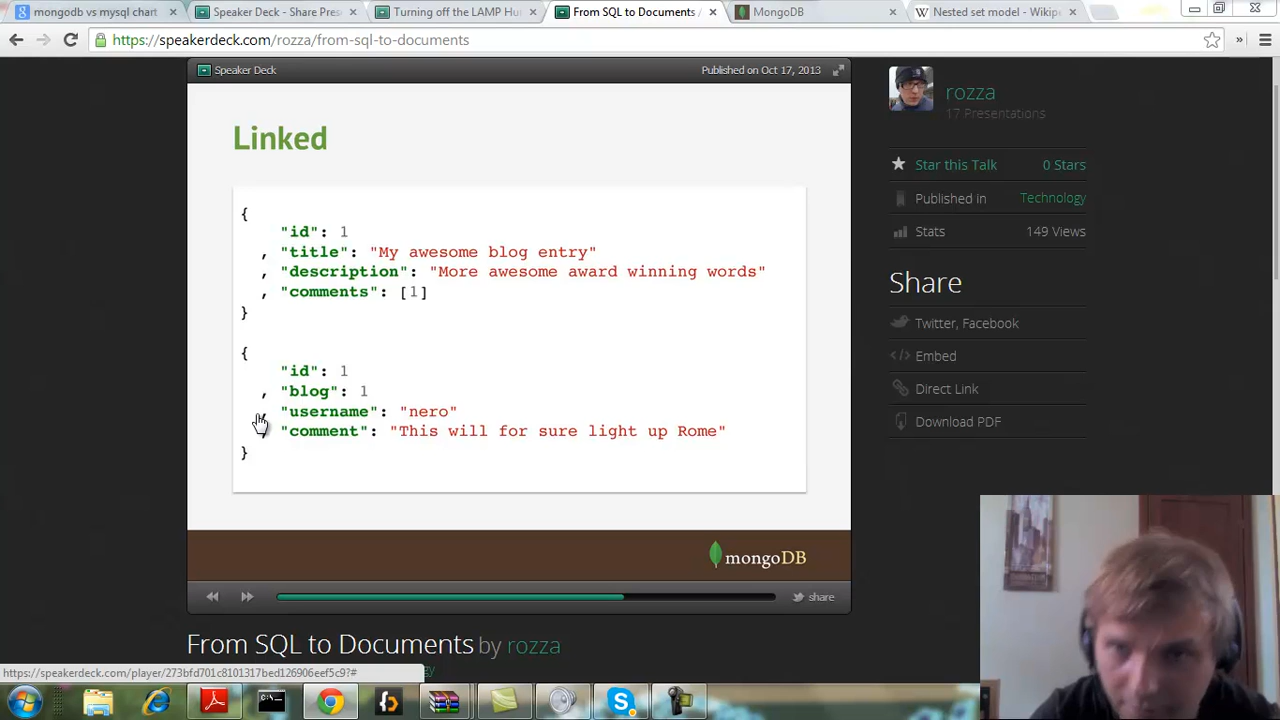 mongodb vs mysql chart
Speaker Deck - Share Pres
Turning off the LAMP Hu
From SQL to Documents /
MongoDB
Nested set model - Wikipe
https://speakerdeck.com/rozza/from-sql-to-documents
Speaker Deck
Published on Oct 17, 2013
Linked
{
"id": 1
, "title": "My awesome blog entry"
, "description": "More awesome award winning words"
, "comments": [1]
}
{
"id": 1
, "blog": 1
, "username": "nero"
, "comment": "This will for sure light up Rome"
}
mongoDB
share
From SQL to Documents by rozza
rozza
17 Presentations
Star this Talk 0 Stars
Published in Technology
Stats 149 Views
Share
Twitter, Facebook
Embed
Direct Link
Download PDF
https://speakerdeck.com/player/273bfd701c8101317bed126906eef5c9?#